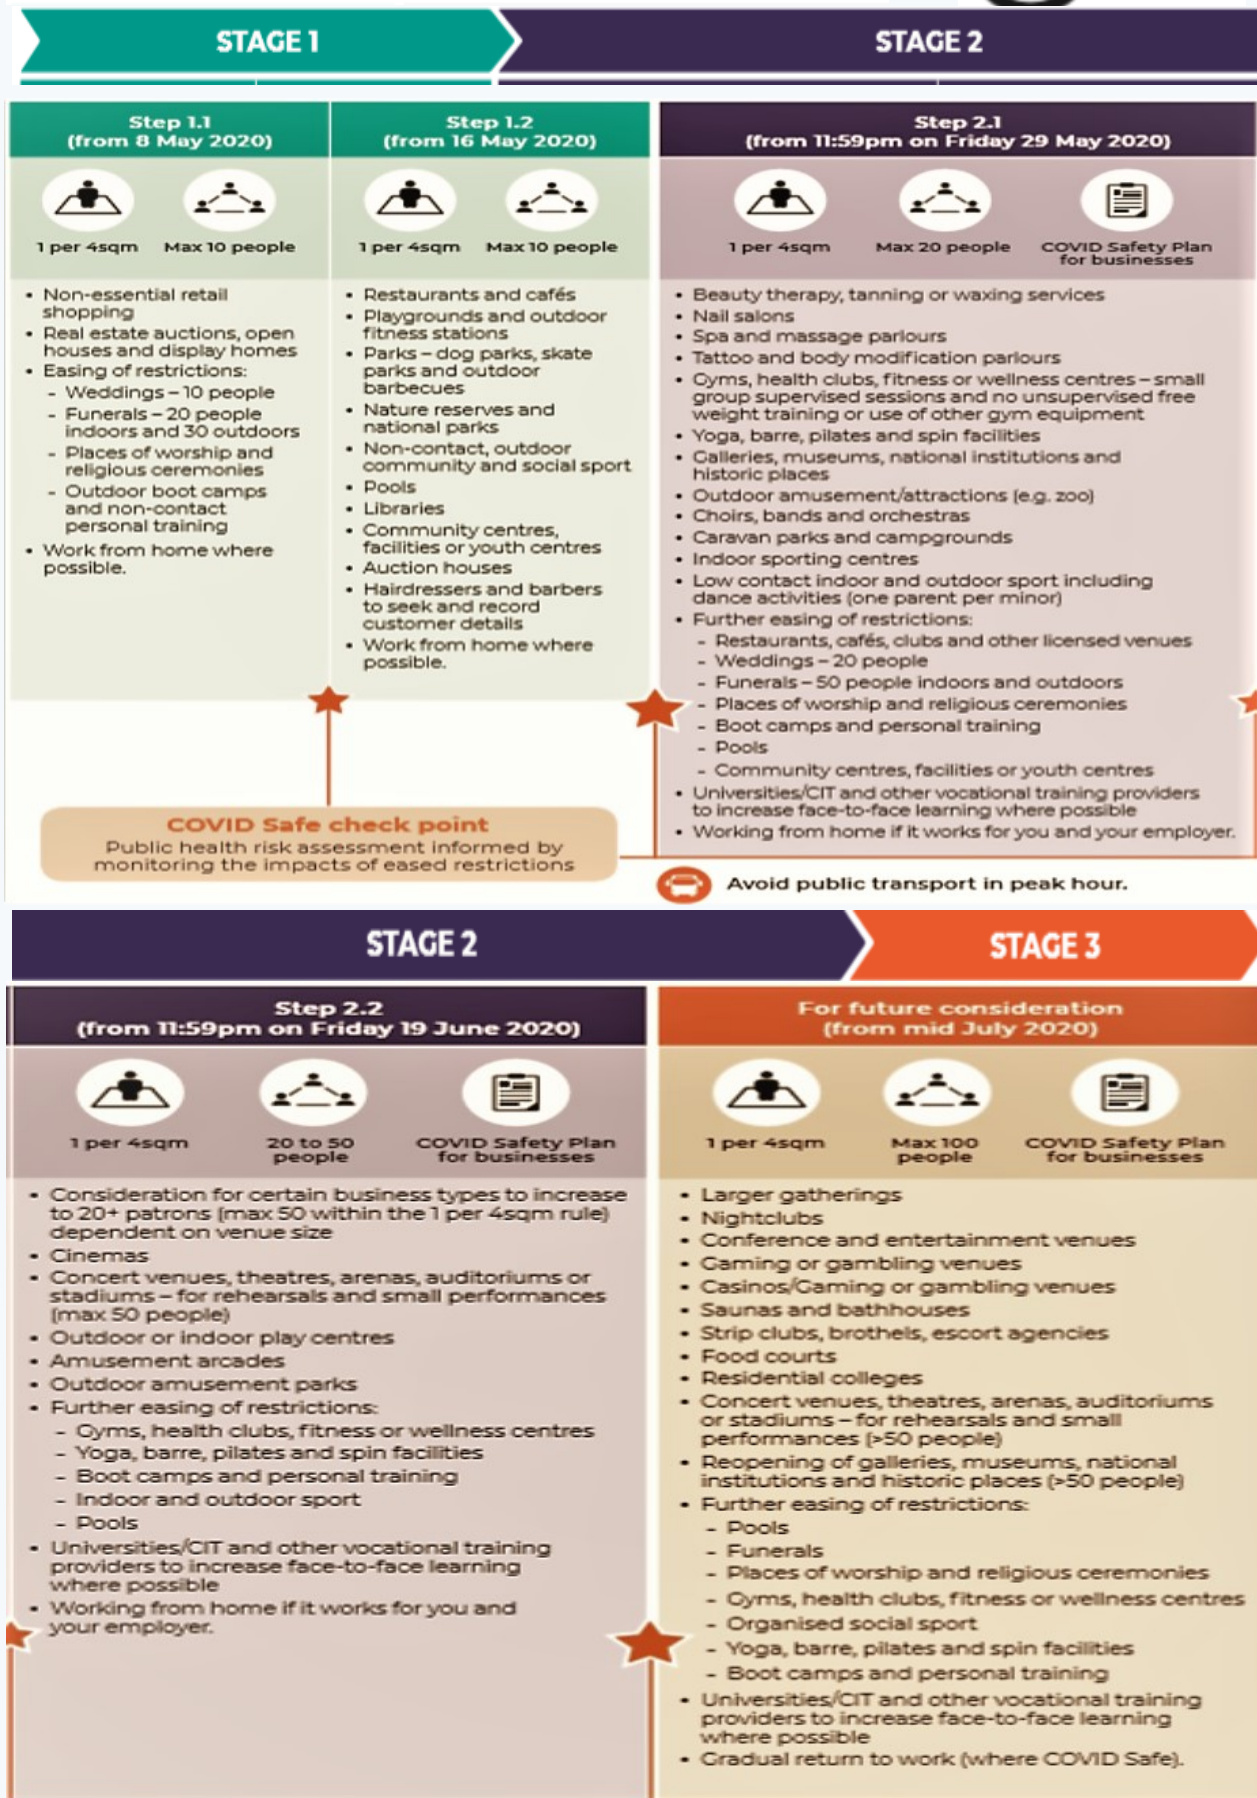 STAGE 1
STAGE 2
Step 1.1
(from 8 May 2020)
1 per 4sqm
Max 10 people
• Non-essential retail
shopping
• Real estate auctions, open
houses and display homes
• Easing of restrictions:
- Weddings – 10 people
- Funerals – 20 people
indoors and 30 outdoors
- Places of worship and
religious ceremonies
- Outdoor boot camps
and non-contact
personal training
• Work from home where
possible.
Step 1.2
(from 16 May 2020)
1 per 4sqm
Max 10 people
• Restaurants and cafés
• Playgrounds and outdoor
fitness stations
• Parks – dog parks, skate
parks and outdoor
barbecues
• Nature reserves and
national parks
• Non-contact, outdoor
community and social sport
• Pools
• Libraries
• Community centres,
facilities or youth centres
• Auction houses
• Hairdressers and barbers
to seek and record
customer details
• Work from home where
possible.
Step 2.1
(from 11:59pm on Friday 29 May 2020)
1 per 4sqm
Max 20 people
COVID Safety Plan
for businesses
• Beauty therapy, tanning or waxing services
• Nail salons
• Spa and massage parlours
• Tattoo and body modification parlours
• Gyms, health clubs, fitness or wellness centres – small
group supervised sessions and no unsupervised free
weight training or use of other gym equipment
• Yoga, barre, pilates and spin facilities
• Galleries, museums, national institutions and
historic places
• Outdoor amusement/attractions (e.g. zoo)
• Choirs, bands and orchestras
• Caravan parks and campgrounds
• Indoor sporting centres
• Low contact indoor and outdoor sport including
dance activities (one parent per minor)
• Further easing of restrictions:
- Restaurants, cafés, clubs and other licensed venues
- Weddings – 20 people
- Funerals – 50 people indoors and outdoors
- Places of worship and religious ceremonies
- Boot camps and personal training
- Pools
- Community centres, facilities or youth centres
• Universities/CIT and other vocational training providers
to increase face-to-face learning where possible
• Working from home if it works for you and your employer.
COVID Safe check point
Public health risk assessment informed by
monitoring the impacts of eased restrictions
Avoid public transport in peak hour.
STAGE 2
STAGE 3
Step 2.2
(from 11:59pm on Friday 19 June 2020)
1 per 4sqm
20 to 50
people
COVID Safety Plan
for businesses
• Consideration for certain business types to increase
to 20+ patrons (max 50 within the 1 per 4sqm rule)
dependent on venue size
• Cinemas
• Concert venues, theatres, arenas, auditoriums or
stadiums – for rehearsals and small performances
(max 50 people)
• Outdoor or indoor play centres
• Amusement arcades
• Outdoor amusement parks
• Further easing of restrictions:
- Gyms, health clubs, fitness or wellness centres
- Yoga, barre, pilates and spin facilities
- Boot camps and personal training
- Indoor and outdoor sport
- Pools
• Universities/CIT and other vocational training
providers to increase face-to-face learning
where possible
• Working from home if it works for you and
your employer.
For future consideration
(from mid July 2020)
1 per 4sqm
Max 100
people
COVID Safety Plan
for businesses
• Larger gatherings
• Nightclubs
• Conference and entertainment venues
• Gaming or gambling venues
• Casinos/Gaming or gambling venues
• Saunas and bathhouses
• Strip clubs, brothels, escort agencies
• Food courts
• Residential colleges
• Concert venues, theatres, arenas, auditoriums
or stadiums – for rehearsals and small
performances (>50 people)
• Reopening of galleries, museums, national
institutions and historic places (>50 people)
• Further easing of restrictions:
- Pools
- Funerals
- Places of worship and religious ceremonies
- Gyms, health clubs, fitness or wellness centres
- Organised social sport
- Yoga, barre, pilates and spin facilities
- Boot camps and personal training
• Universities/CIT and other vocational training
providers to increase face-to-face learning
where possible
• Gradual return to work (where COVID Safe).